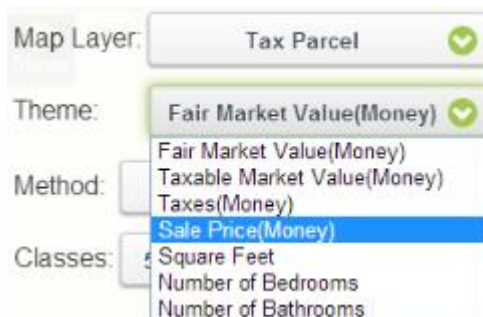 Map Layer: Tax Parcel
Theme: Fair Market Value(Money)
Fair Market Value(Money)
Taxable Market Value(Money)
Method:
Taxes(Money)
Sale Price(Money)
Classes:
Square Feet
Number of Bedrooms
Number of Bathrooms